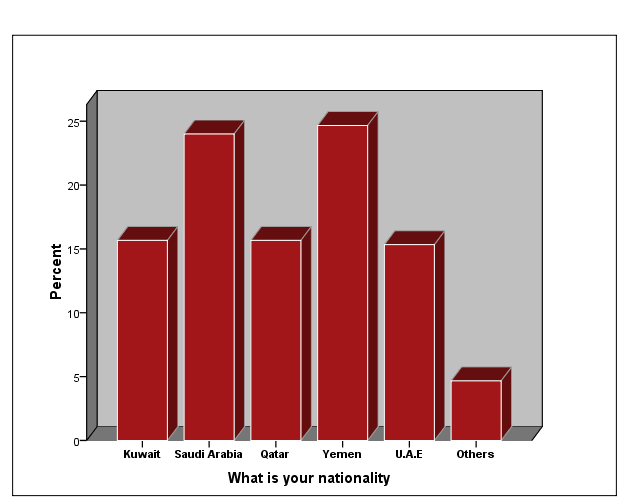 Percent
25
20
15
10
5
0
Kuwait Saudi Arabia Qatar Yemen U.A.E Others
What is your nationality